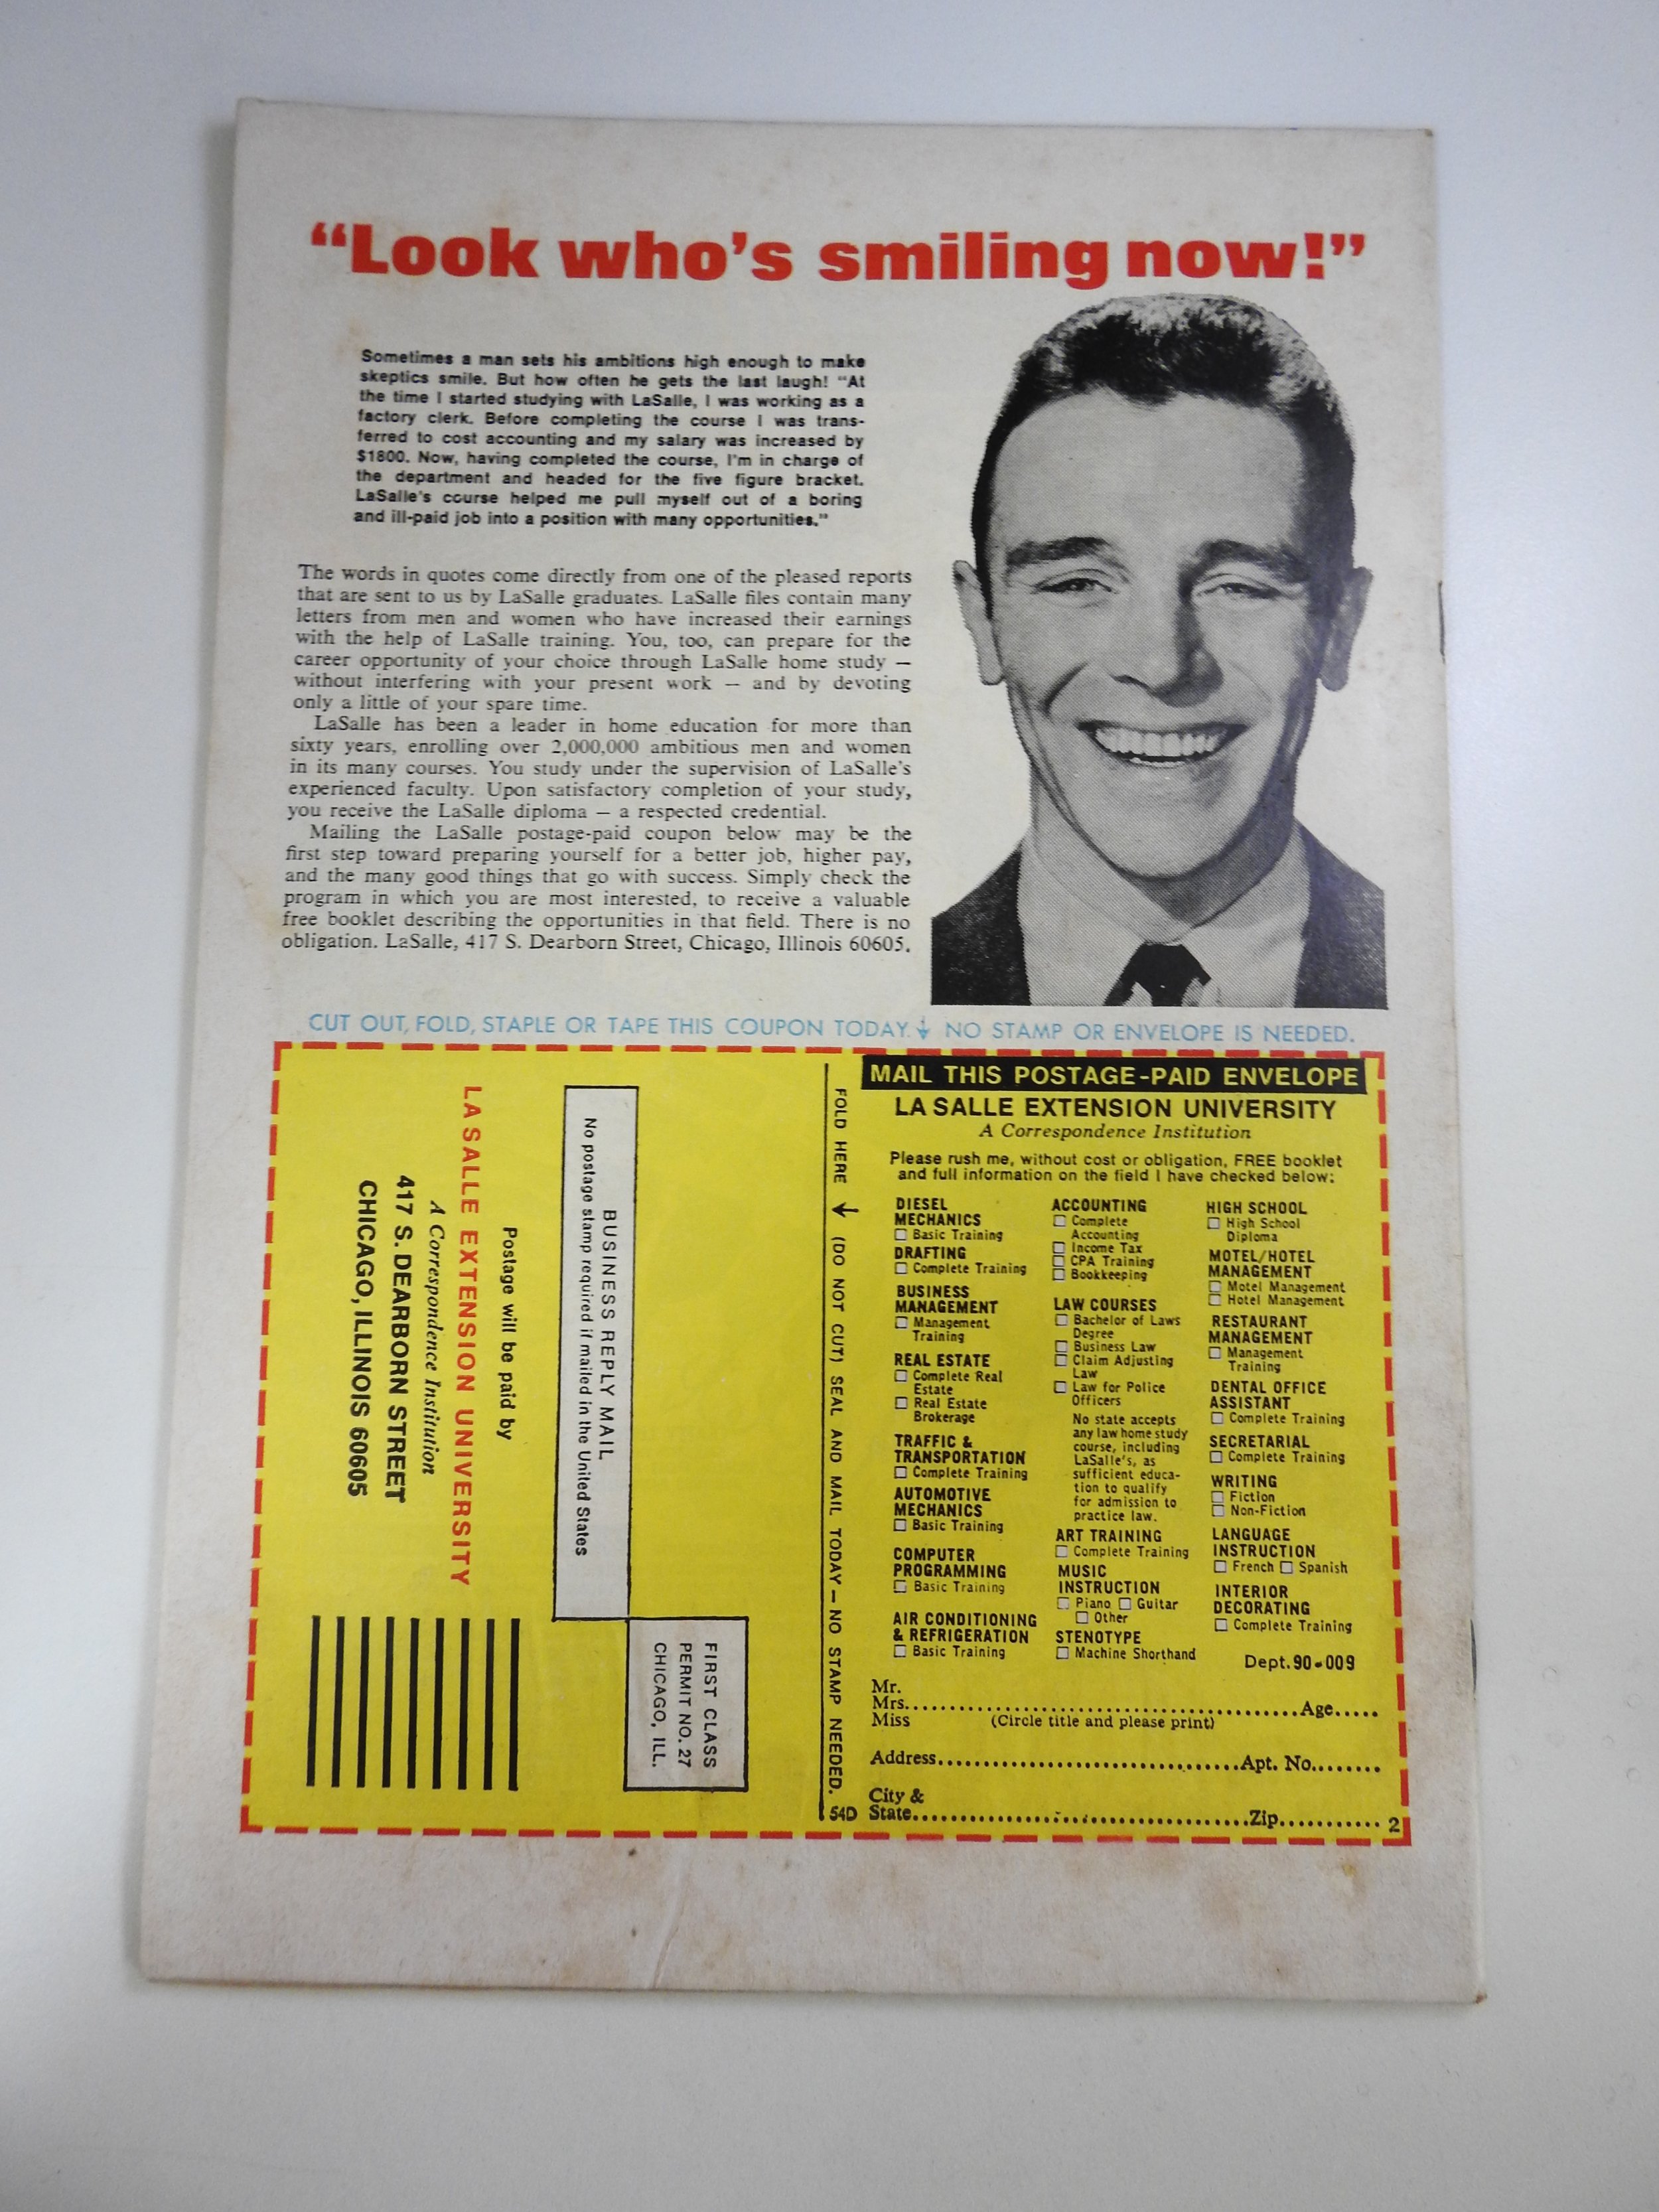 “Look who’s smiling now!”
Sometimes a man sets his ambitions high enough to make
skeptics smile. But how often he gets the last laugh! “At
the time I started studying with LaSalle, I was working as a
factory clerk. Before completing the course I was trans-
ferred to cost accounting and my salary was increased by
$1800. Now, having completed the course, I'm in charge of
the department and headed for the five figure bracket.
LaSalle's course helped me pull myself out of a boring
and ill-paid job into a position with many opportunities."
The words in quotes come directly from one of the pleased reports
that are sent to us by LaSalle graduates. LaSalle files contain many
letters from men and women who have increased their earnings
with the help of LaSalle training. You, too, can prepare for the
career opportunity of your choice through LaSalle home study —
without interfering with your present work — and by devoting
only a little of your spare time.
LaSalle has been a leader in home education for more than
sixty years, enrolling over 2,000,000 ambitious men and women
in its many courses. You study under the supervision of LaSalle's
experienced faculty. Upon satisfactory completion of your study,
you receive the LaSalle diploma — a respected credential.
Mailing the LaSalle postage-paid coupon below may be the
first step toward preparing yourself for a better job, higher pay,
and the many good things that go with success. Simply check the
program in which you are most interested, to receive a valuable
free booklet describing the opportunities in that field. There is no
obligation. LaSalle, 417 S. Dearborn Street, Chicago, Illinois 60605.
CUT OUT, FOLD, STAPLE OR TAPE THIS COUPON TODAY. NO STAMP OR ENVELOPE IS NEEDED.
FIRST CLASS
PERMIT NO. 27
CHICAGO, ILL.
BUSINESS REPLY MAIL
No postage stamp required if mailed in the United States
Postage will be paid by
LA SALLE EXTENSION UNIVERSITY
A Correspondence Institution
417 S. DEARBORN STREET
CHICAGO, ILLINOIS 60605
FOLD HERE (DO NOT CUT) SEAL AND MAIL TODAY — NO STAMP NEEDED.
54D
MAIL THIS POSTAGE-PAID ENVELOPE
LA SALLE EXTENSION UNIVERSITY
A Correspondence Institution
Please rush me, without cost or obligation, FREE booklet
and full information on the field I have checked below:
DIESEL
MECHANICS
Basic Training
DRAFTING
Complete Training
BUSINESS
MANAGEMENT
Management
Training
REAL ESTATE
Complete Real
Estate
Real Estate
Brokerage
TRAFFIC &
TRANSPORTATION
Complete Training
AUTOMOTIVE
MECHANICS
Basic Training
COMPUTER
PROGRAMMING
Basic Training
AIR CONDITIONING
& REFRIGERATION
Basic Training
ACCOUNTING
Complete
Accounting
Income Tax
CPA Training
Bookkeeping
LAW COURSES
Bachelor of Laws
Degree
Business Law
Claim Adjusting
Law
Law for Police
Officers
No state accepts
any law home study
course, including
LaSalle's, as
sufficient educa-
tion to qualify
for admission to
practice law.
ART TRAINING
Complete Training
MUSIC
INSTRUCTION
Piano Guitar
Other
STENOTYPE
Machine Shorthand
HIGH SCHOOL
High School
Diploma
MOTEL/HOTEL
MANAGEMENT
Motel Management
Hotel Management
RESTAURANT
MANAGEMENT
Management
Training
DENTAL OFFICE
ASSISTANT
Complete Training
SECRETARIAL
Complete Training
WRITING
Fiction
Non-Fiction
LANGUAGE
INSTRUCTION
French Spanish
INTERIOR
DECORATING
Complete Training
Dept. 90-009
Mr.
Mrs. Age
Miss (Circle title and please print)
Address Apt. No.
City &
State Zip 2